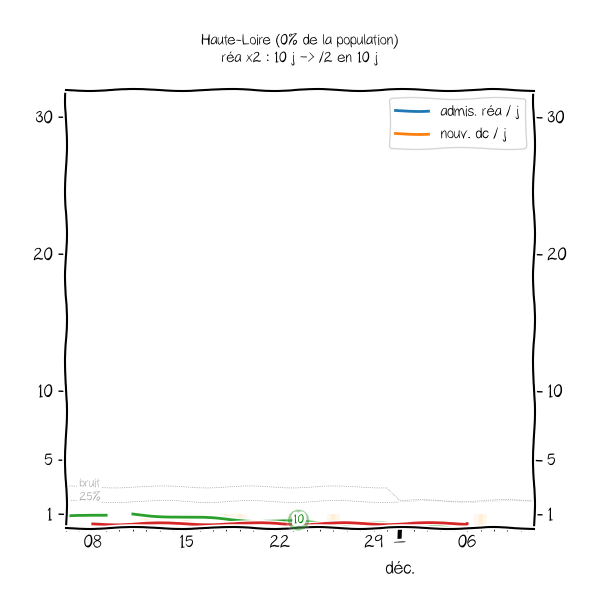 Haute-Loire (0% de la population)
réa x2 : 10 j -> /2 en 10 j
admis. réa / j
nouv. dc / j
30 30
20 20
10 10
5 5
bruit
25%
1 10 1
08 15 22 29 06
déc.